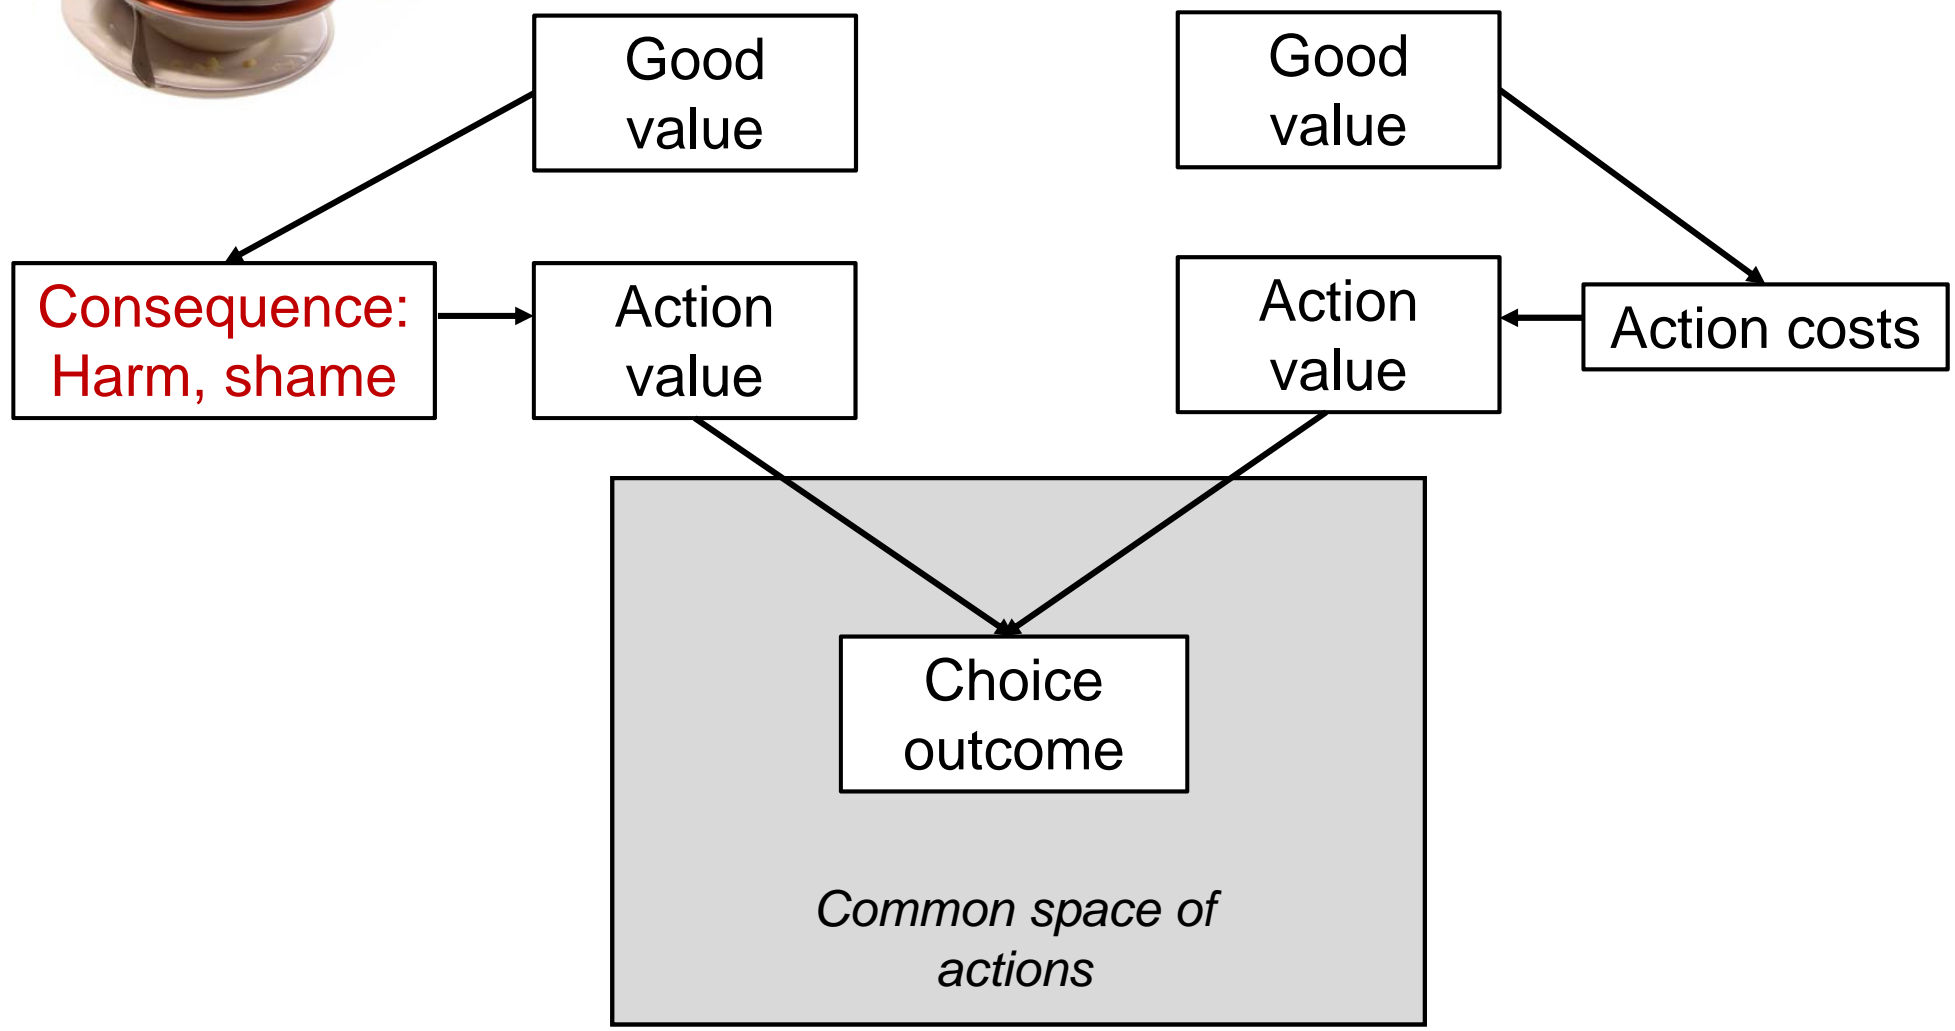 Good
value
Good
value
Consequence:
Harm, shame
Action
value
Action
value
Action costs
Choice
outcome
Common space of
actions